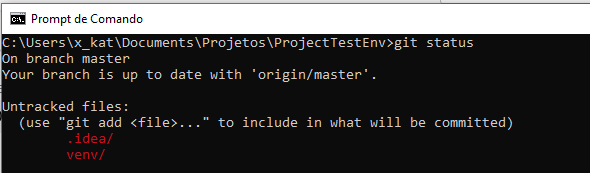 Prompt de Comando
C:\Users\x_kat\Documents\Projetos\ProjectTestEnv>git status
On branch master
Your branch is up to date with 'origin/master'.
Untracked files:
  (use "git add <file>..." to include in what will be committed)
        .idea/
        venv/